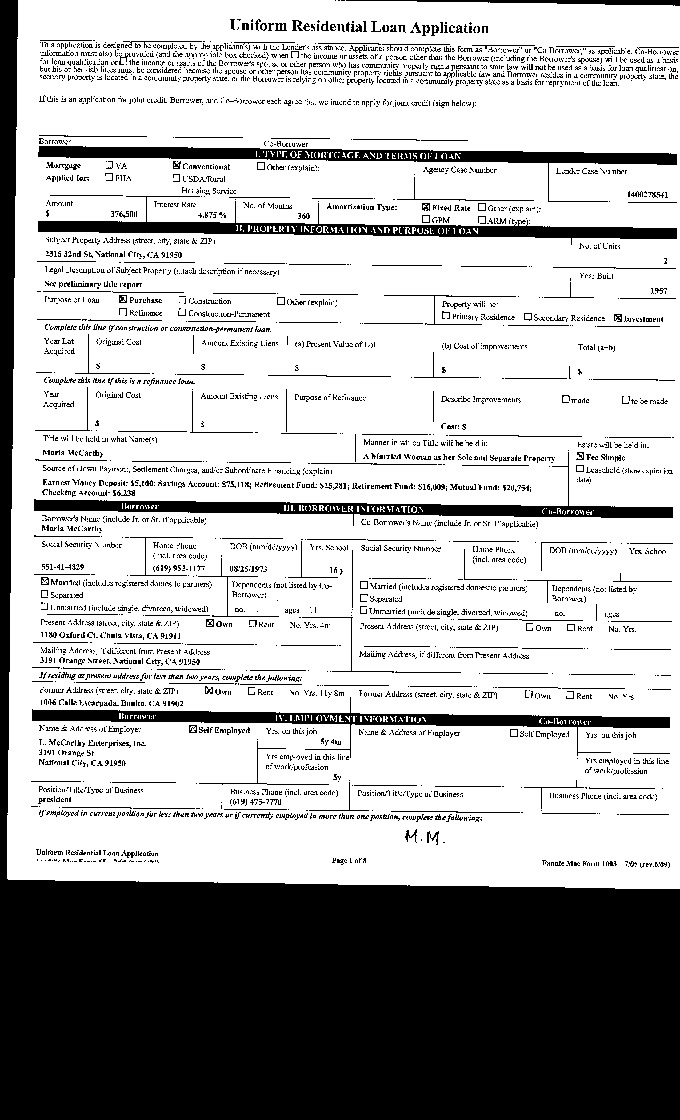 Uniform Residential Loan Application
This application is designed to be completed by the applicant(s) with the Lender's assistance. Applicants should complete this form as "Borrower" or "Co-Borrower," as applicable. Co-Borrower
information must also be provided (and the appropriate box checked) when ☐ the income or assets of a person other than the Borrower (including the Borrower's spouse) will be used as a basis
for loan qualification or ☐ the income or assets of the Borrower's spouse or other person who has community property rights pursuant to state law will not be used as a basis for loan qualification,
but his or her liabilities must be considered because the spouse or other person has community property rights pursuant to applicable law and Borrower resides in a community property state, the
security property is located in a community property state, or the Borrower is relying on other property located in a community property state as a basis for repayment of the loan.
If this is an application for joint credit, Borrower, and Co-Borrower each agree that we intend to apply for joint credit (sign below):
Borrower Co-Borrower
I. TYPE OF MORTGAGE AND TERMS OF LOAN
Mortgage ☐ VA ☒ Conventional ☐ Other (explain): Agency Case Number Lender Case Number
Applied for: ☐ FHA ☐ USDA/Rural
Housing Service
Amount Interest Rate No. of Months Amortization Type: ☒ Fixed Rate ☐ Other (explain):
$ 376,500 4.875 % 360 ☐ GPM ☐ ARM (type):
II. PROPERTY INFORMATION AND PURPOSE OF LOAN
Subject Property Address (street, city, state & ZIP) No. of Units
32nd St, National City, CA 91950 2
Legal Description of Subject Property (attach description if necessary) Year Built
See preliminary title report 1957
Purpose of Loan ☒ Purchase ☐ Construction ☐ Other (explain): Property will be:
☐ Refinance ☐ Construction-Permanent ☐ Primary Residence ☐ Secondary Residence ☒ Investment
Complete this line if construction or construction-permanent loan.
Year Lot Original Cost Amount Existing Liens (a) Present Value of Lot (b) Cost of Improvements Total (a+b)
Acquired
$ $ $ $ $
Complete this line if this is a refinance loan.
Year Original Cost Amount Existing Liens Purpose of Refinance Describe Improvements ☐ made ☐ to be made
Acquired
$ $ Cost: $
Title will be held in what Name(s) Manner in which Title will be held in: Estate will be held in:
Maria McCarthy A Married Woman as her Sole and Separate Property ☒ Fee Simple
Source of Down Payment, Settlement Charges, and/or Subordinate Financing (explain) ☐ Leasehold (show expiration date)
Earnest Money Deposit: $5,100; Savings Account: $75,118; Retirement Fund: $25,281; Retirement Fund: $16,009; Mutual Fund: $20,754;
Checking Account: $6,238
Borrower III. BORROWER INFORMATION Co-Borrower
Borrower's Name (include Jr. or Sr. if applicable) Co-Borrower's Name (include Jr. or Sr. if applicable)
Maria McCarthy
Social Security Number Home Phone (incl. area code) DOB (mm/dd/yyyy) Yrs. School Social Security Number Home Phone (incl. area code) DOB (mm/dd/yyyy) Yrs. School
551-41-4829 (619) 952-1177 08/25/1973 16 y
☒ Married (includes registered domestic partners) Dependents (not listed by Co-Borrower) ☐ Married (includes registered domestic partners) Dependents (not listed by Borrower)
☐ Separated ☐ Separated
☐ Unmarried (include single, divorced, widowed) no. ages 11 ☐ Unmarried (include single, divorced, widowed) no. ages
Present Address (street, city, state & ZIP) ☒ Own ☐ Rent No. Yrs. 4m Present Address (street, city, state & ZIP) ☐ Own ☐ Rent No. Yrs.
1180 Oxford Ct, Chula Vista, CA 91911
Mailing Address, if different from Present Address Mailing Address, if different from Present Address
3191 Orange Street, National City, CA 91950
If residing at present address for less than two years, complete the following:
Former Address (street, city, state & ZIP) ☒ Own ☐ Rent No. Yrs. 11y 8m Former Address (street, city, state & ZIP) ☐ Own ☐ Rent No. Yrs.
1006 Calle Escarpada, Bonita, CA 91902
Borrower IV. EMPLOYMENT INFORMATION Co-Borrower
Name & Address of Employer ☒ Self Employed Yrs. on this job Name & Address of Employer ☐ Self Employed Yrs. on this job
L. McCarthy Enterprises, Inc. 5y 4m
3191 Orange St Yrs employed in this line of work/profession Yrs employed in this line of work/profession
National City, CA 91950 5y
Position/Title/Type of Business Business Phone (incl. area code) Position/Title/Type of Business Business Phone (incl. area code)
president (619) 475-7770
If employed in current position for less than two years or if currently employed in more than one position, complete the following:
M.M.
Uniform Residential Loan Application
Page 1 of 8 Fannie Mae Form 1003 7/05 (rev.6/09)